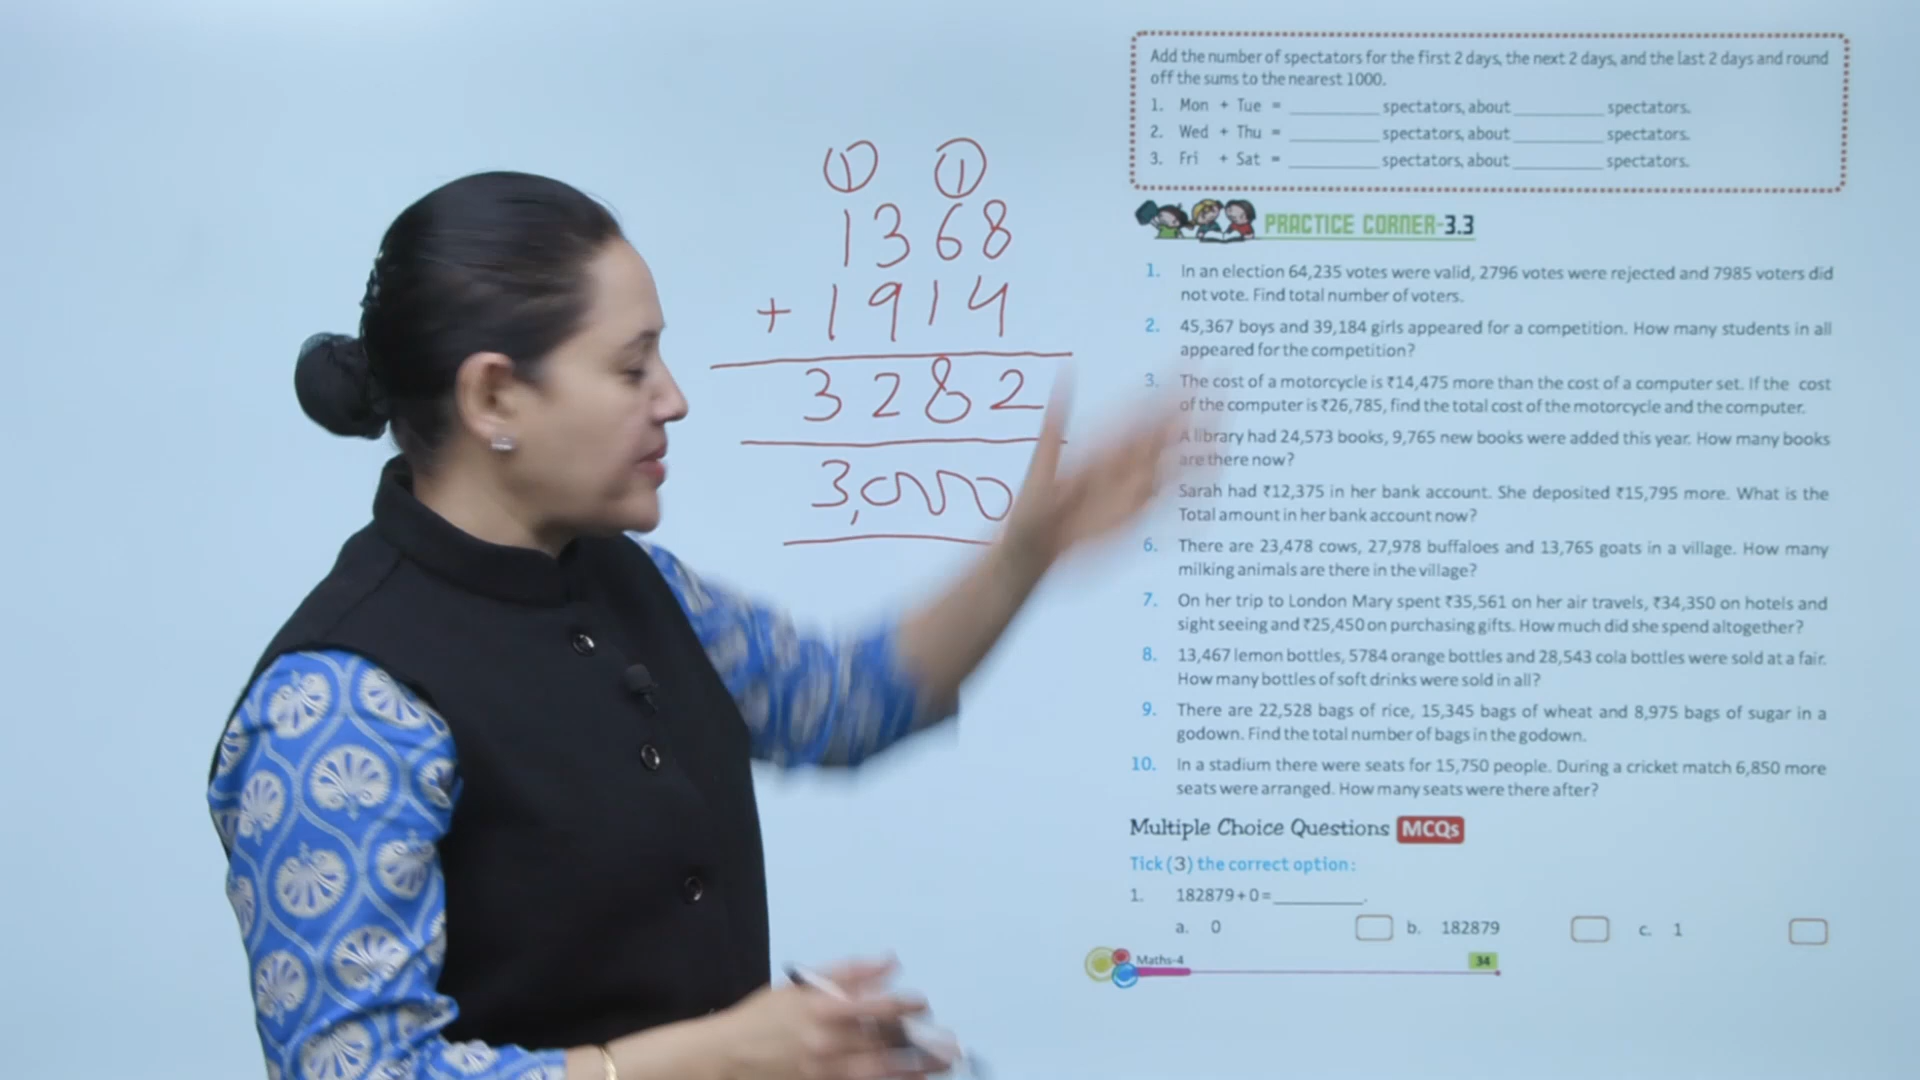 ① ①
1368
+ 1914
3282
3,000
Add the number of spectators for the first 2 days, the next 2 days, and the last 2 days and round
off the sums to the nearest 1000.
1. Mon + Tue = __________ spectators, about __________ spectators.
2. Wed + Thu = __________ spectators, about __________ spectators.
3. Fri + Sat = __________ spectators, about __________ spectators.
PRACTICE CORNER-3.3
1. In an election 64,235 votes were valid, 2796 votes were rejected and 7985 voters did
not vote. Find total number of voters.
2. 45,367 boys and 39,184 girls appeared for a competition. How many students in all
appeared for the competition?
3. The cost of a motorcycle is ₹14,475 more than the cost of a computer set. If the cost
of the computer is ₹26,785, find the total cost of the motorcycle and the computer.
A library had 24,573 books, 9,765 new books were added this year. How many books
are there now?
Sarah had ₹12,375 in her bank account. She deposited ₹15,795 more. What is the
Total amount in her bank account now?
6. There are 23,478 cows, 27,978 buffaloes and 13,765 goats in a village. How many
milking animals are there in the village?
7. On her trip to London Mary spent ₹35,561 on her air travels, ₹34,350 on hotels and
sight seeing and ₹25,450 on purchasing gifts. How much did she spend altogether?
8. 13,467 lemon bottles, 5784 orange bottles and 28,543 cola bottles were sold at a fair.
How many bottles of soft drinks were sold in all?
9. There are 22,528 bags of rice, 15,345 bags of wheat and 8,975 bags of sugar in a
godown. Find the total number of bags in the godown.
10. In a stadium there were seats for 15,750 people. During a cricket match 6,850 more
seats were arranged. How many seats were there after?
Multiple Choice Questions MCQs
Tick (3) the correct option:
1. 182879 + 0 = __________.
a. 0 b. 182879 c. 1
Maths-4 34